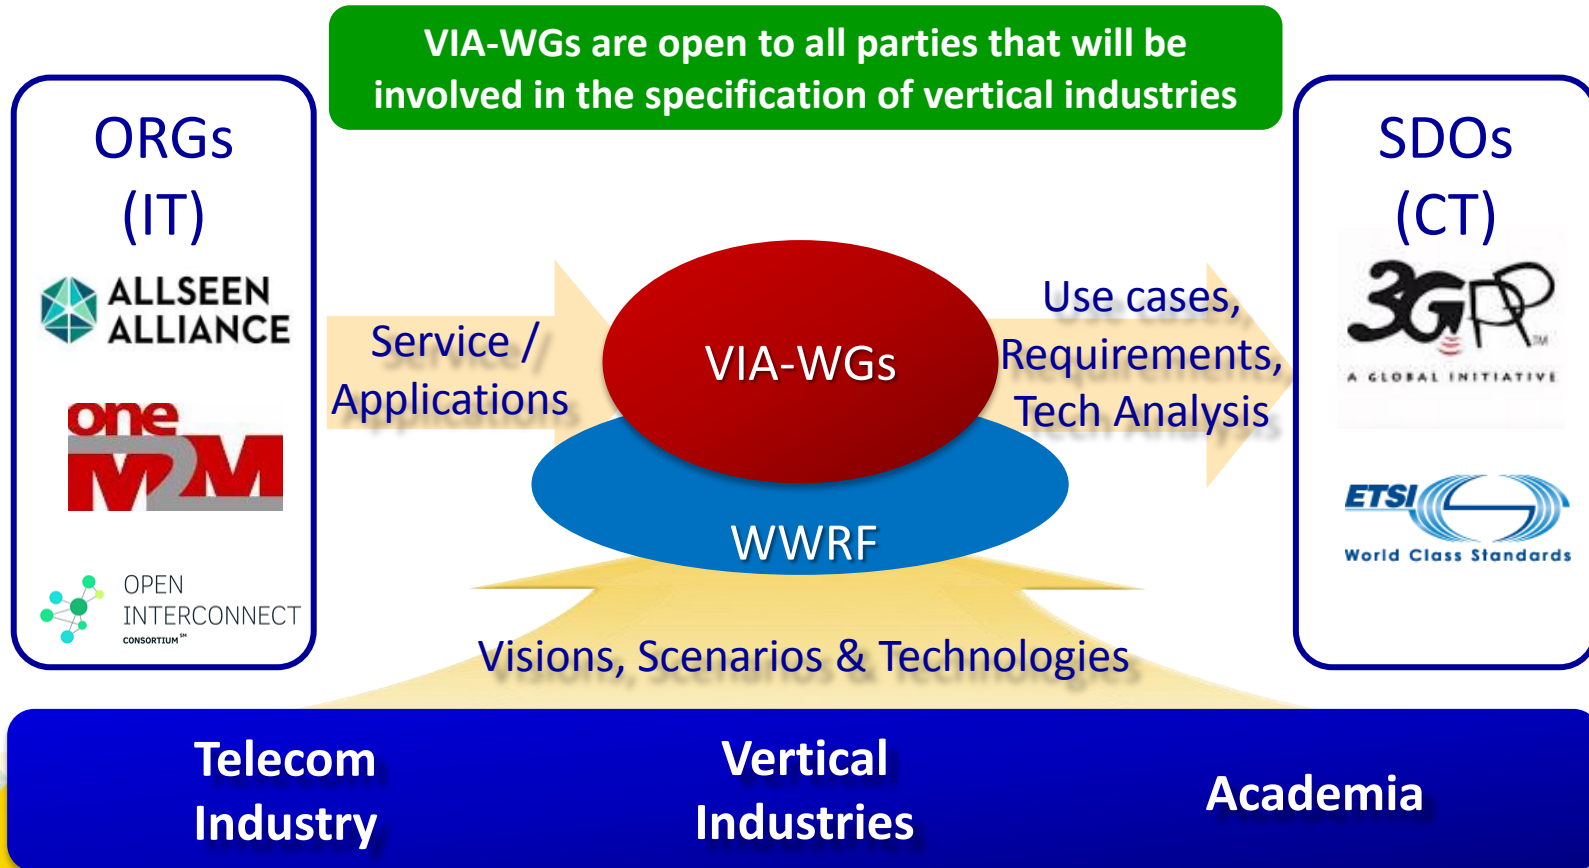 VIA-WGs are open to all parties that will be
involved in the specification of vertical industries
ORGs
(IT)
ALLSEEN
ALLIANCE
one
M2M
OPEN
INTERCONNECT
CONSORTIUM SM
Service /
Applications
VIA-WGs
WWRF
Use cases,
Requirements,
Tech Analysis
SDOs
(CT)
3GPP TM
A GLOBAL INITIATIVE
ETSI
World Class Standards
Visions, Scenarios & Technologies
Telecom
Industry
Vertical
Industries
Academia